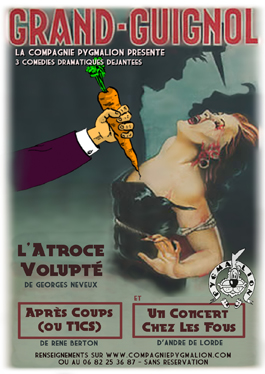 GRAND-GUIGNOL
LA COMPAGNIE PYGMALION PRESENTE
3 COMEDIES DRAMATIQUES DEJANTEES
L'ATROCE
VOLUPTÉ
DE GEORGES NEVEUX
ET
APRÈS COUPS
(OU TICS)
DE RENE BERTON
UN CONCERT
CHEZ LES FOUS
D'ANDRE DE LORDE
PYGMALION
RENSEIGNEMENTS SUR WWW.COMPAGNIEPYGMALION.COM
OU AU 06 82 25 36 87 - SANS RESERVATION